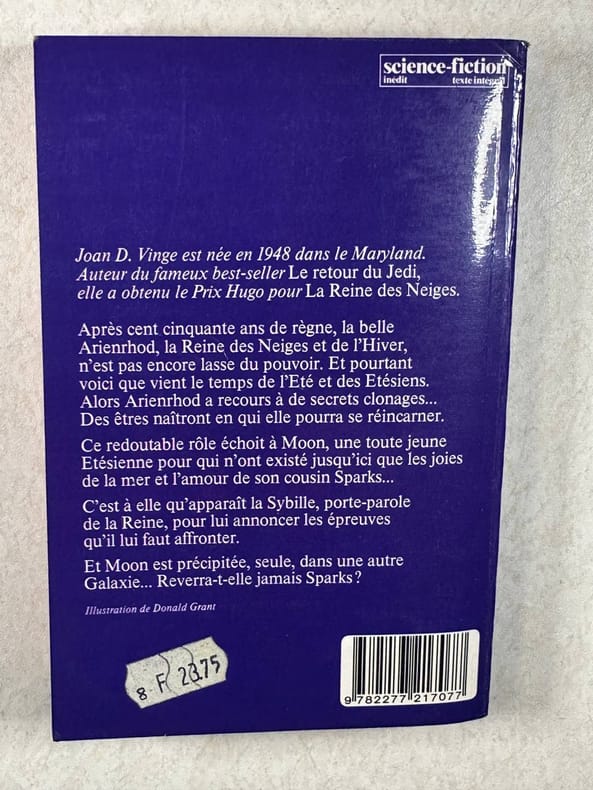 science-fiction
inédit texte intégral
Joan D. Vinge est née en 1948 dans le Maryland.
Auteur du fameux best-seller Le retour du Jedi,
elle a obtenu le Prix Hugo pour La Reine des Neiges.
Après cent cinquante ans de règne, la belle
Arienrhod, la Reine des Neiges et de l'Hiver,
n'est pas encore lasse du pouvoir. Et pourtant
voici que vient le temps de l'Eté et des Etésiens.
Alors Arienrhod a recours à de secrets clonages...
Des êtres naîtront en qui elle pourra se réincarner.
Ce redoutable rôle échoit à Moon, une toute jeune
Etésienne pour qui n'ont existé jusqu'ici que les joies
de la mer et l'amour de son cousin Sparks...
C'est à elle qu'apparaît la Sybille, porte-parole
de la Reine, pour lui annoncer les épreuves
qu'il lui faut affronter.
Et Moon est précipitée, seule, dans une autre
Galaxie... Reverra-t-elle jamais Sparks ?
Illustration de Donald Grant
8 F 23.75
9 782277 217077